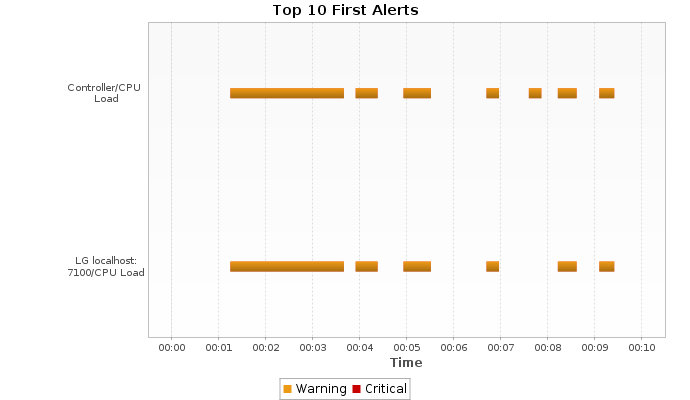 Top 10 First Alerts
Controller/CPU
Load
LG localhost:
7100/CPU Load
00:00 00:01 00:02 00:03 00:04 00:05 00:06 00:07 00:08 00:09 00:10
Time
Warning Critical